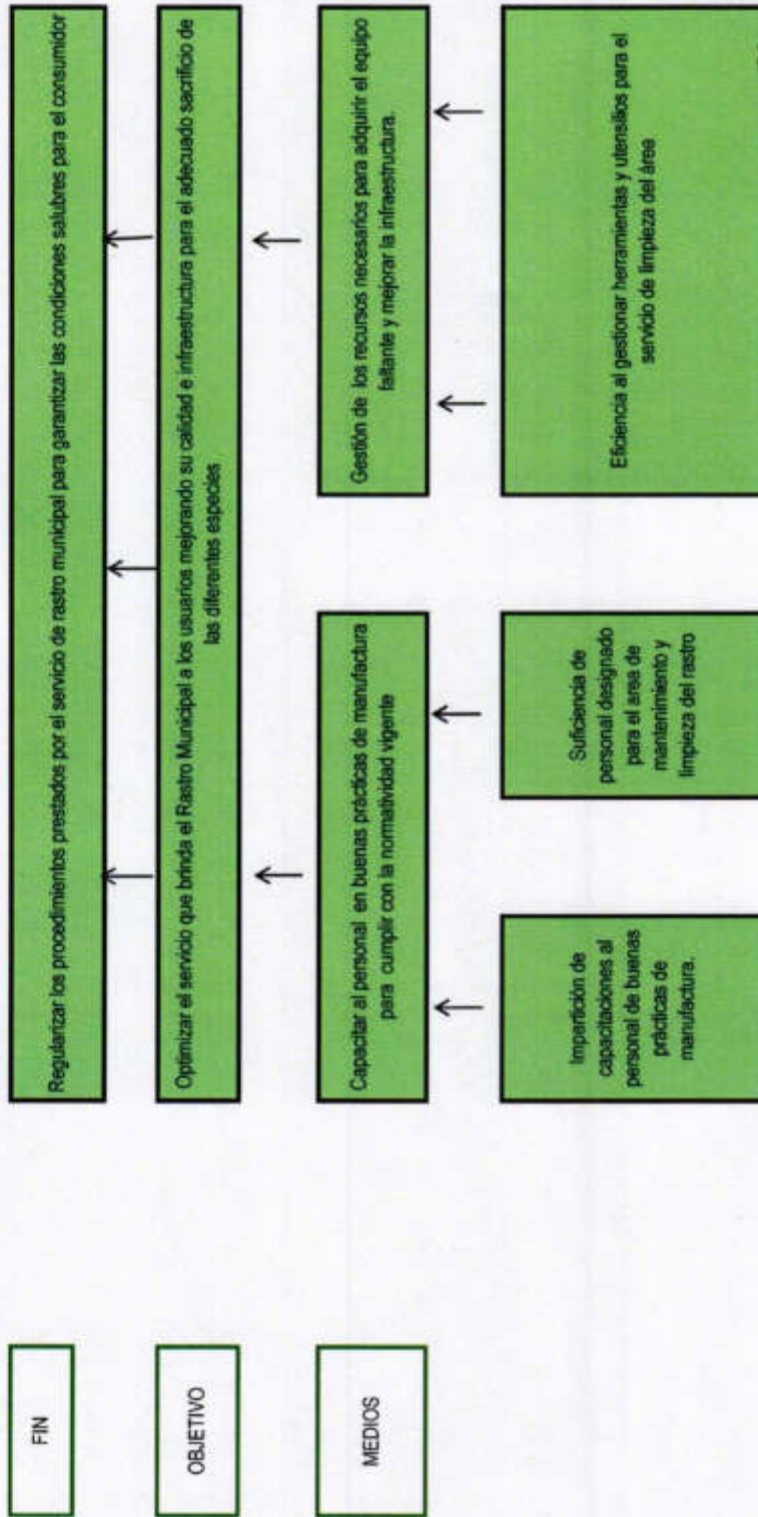 FIN
Regularizar los procedimientos prestados por el servicio de rastro municipal para garantizar las condiciones salubres para el consumidor
OBJETIVO
Optimizar el servicio que brinda el Rastro Municipal a los usuarios mejorando su calidad e infraestructura para el adecuado sacrificio de
las diferentes especies
MEDIOS
Capacitar al personal en buenas prácticas de manufactura
para cumplir con la normatividad vigente
Gestión de los recursos necesarios para adquirir el equipo
faltante y mejorar la infraestructura.
Impartición de
capacitaciones al
personal de buenas
prácticas de
manufactura.
Suficiencia de
personal designado
para el area de
mantenimiento y
limpieza del rastro
Eficiencia al gestionar herramientas y utensilios para el
servicio de limpieza del área